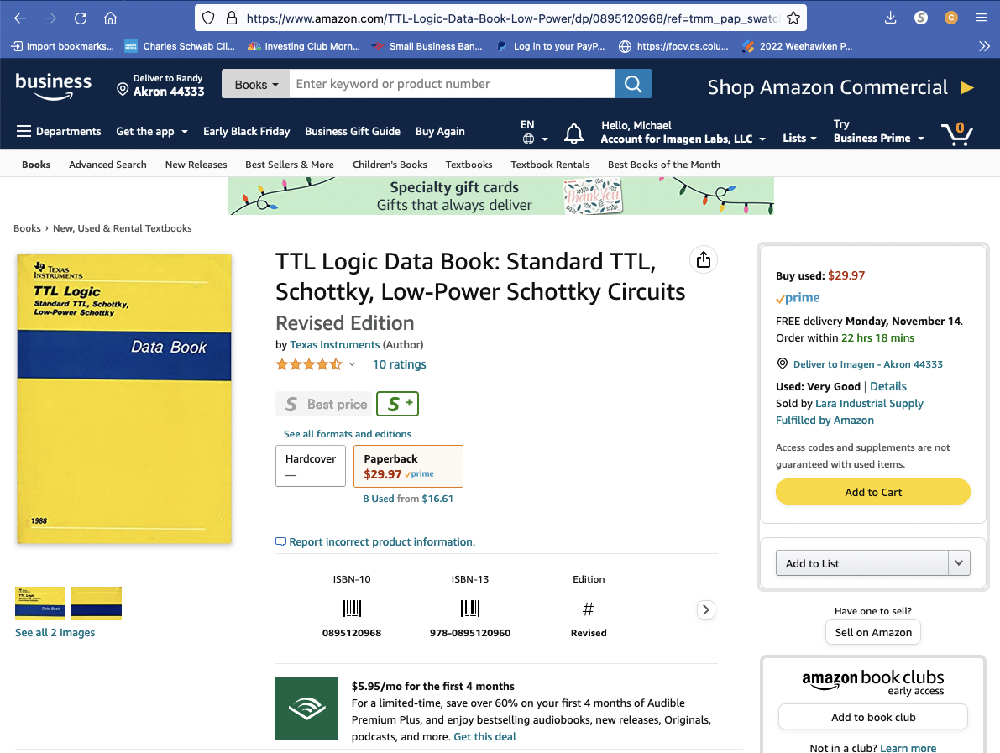 https://www.amazon.com/TTL-Logic-Data-Book-Low-Power/dp/0895120968/ref=tmm_pap_swatc
S
C
Import bookmarks...
Charles Schwab Cli...
Investing Club Morn...
Small Business Ban...
Log in to your PayP...
https://fpcv.cs.colu...
2022 Weehawken P...
business
Deliver to Randy
Akron 44333
Books
Enter keyword or product number
Shop Amazon Commercial
Departments
Get the app
Early Black Friday
Business Gift Guide
Buy Again
EN
Hello, Michael
Account for Imagen Labs, LLC
Lists
Try
Business Prime
0
Books
Advanced Search
New Releases
Best Sellers & More
Children's Books
Textbooks
Textbook Rentals
Best Books of the Month
Specialty gift cards
Gifts that always deliver
Thank You
Books › New, Used & Rental Textbooks
TEXAS
INSTRUMENTS
TTL Logic
Standard TTL, Schottky,
Low-Power Schottky
Data Book
1988
See all 2 images
TTL Logic Data Book: Standard TTL,
Schottky, Low-Power Schottky Circuits
Revised Edition
by Texas Instruments (Author)
10 ratings
S Best price
S +
See all formats and editions
Hardcover
—
Paperback
$29.97 prime
8 Used from $16.61
Report incorrect product information.
ISBN-10
0895120968
ISBN-13
978-0895120960
Edition
#
Revised
$5.95/mo for the first 4 months
For a limited-time, save over 60% on your first 4 months of Audible
Premium Plus, and enjoy bestselling audiobooks, new releases, Originals,
podcasts, and more. Get this deal
Buy used: $29.97
prime
FREE delivery Monday, November 14.
Order within 22 hrs 18 mins
Deliver to Imagen - Akron 44333
Used: Very Good | Details
Sold by Lara Industrial Supply
Fulfilled by Amazon
Access codes and supplements are not
guaranteed with used items.
Add to Cart
Add to List
Have one to sell?
Sell on Amazon
amazon book clubs
early access
Add to book club
Not in a club? Learn more